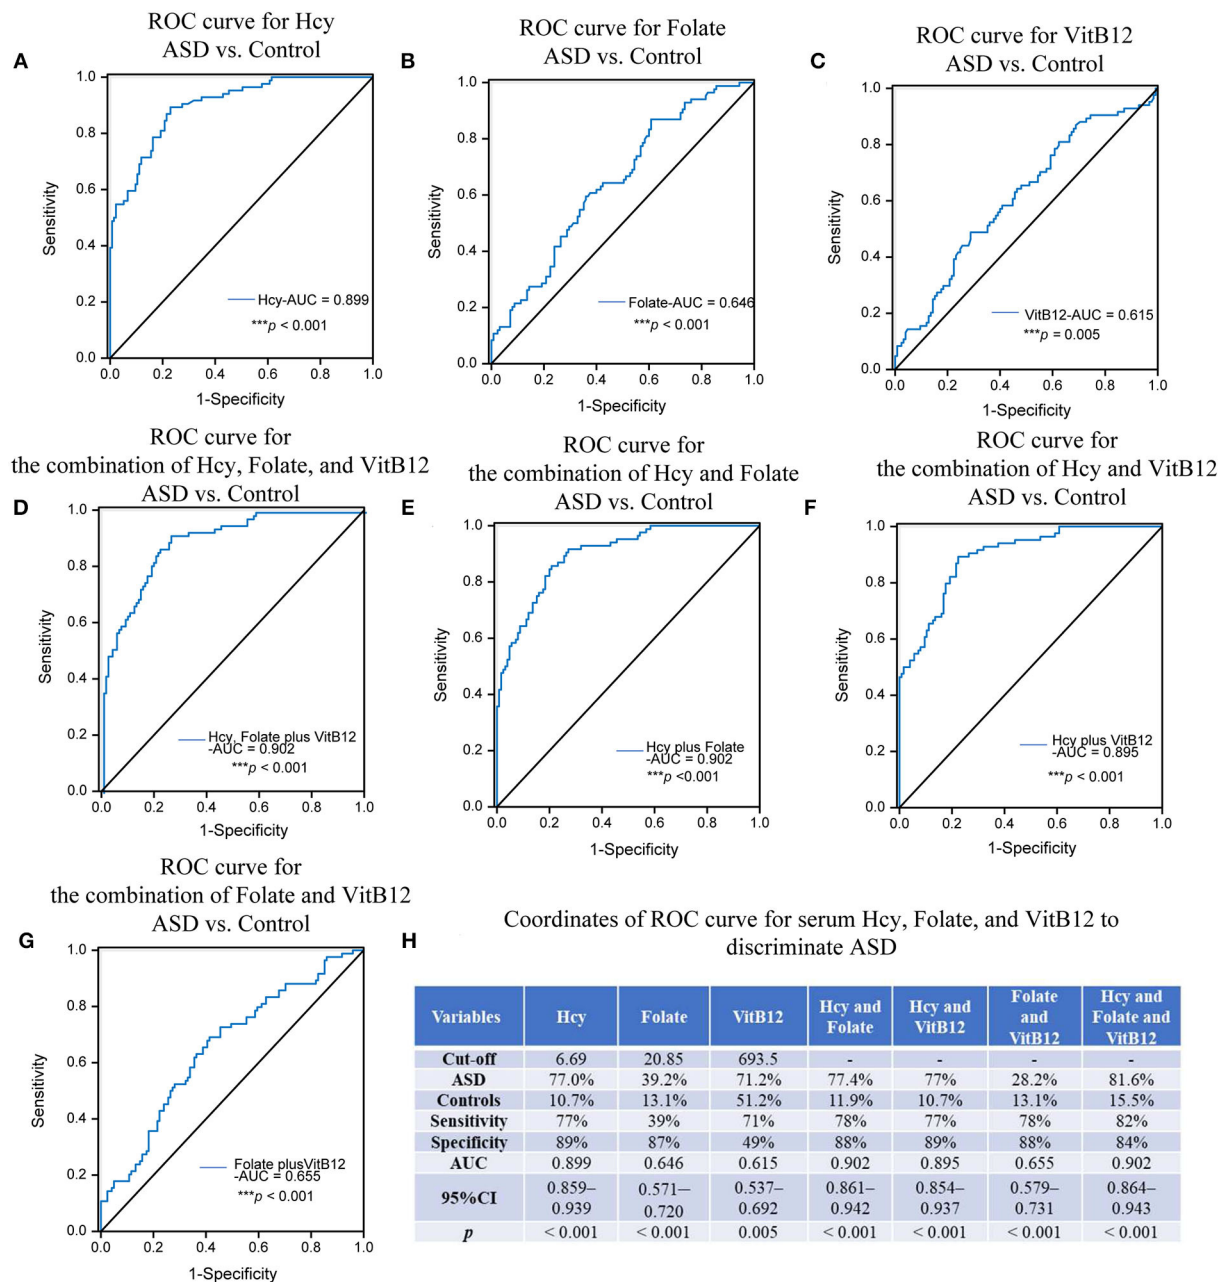 ROC curve for Hcy
ASD vs. Control
A
1.0
0.8
0.6
0.4
0.2
0.0
Sensitivity
Hcy-AUC = 0.899
***p < 0.001
0.0 0.2 0.4 0.6 0.8 1.0
1-Specificity
ROC curve for Folate
ASD vs. Control
B
1.0
0.8
0.6
0.4
0.2
0.0
Sensitivity
Folate-AUC = 0.646
***p < 0.001
0.0 0.2 0.4 0.6 0.8 1.0
1-Specificity
ROC curve for VitB12
ASD vs. Control
C
1.0
0.8
0.6
0.4
0.2
0.0
Sensitivity
VitB12-AUC = 0.615
***p = 0.005
0.0 0.2 0.4 0.6 0.8 1.0
1-Specificity
ROC curve for
the combination of Hcy, Folate, and VitB12
ASD vs. Control
D
1.0
0.8
0.6
0.4
0.2
0.0
Sensitivity
Hcy, Folate plus VitB12
-AUC = 0.902
***p < 0.001
0.0 0.2 0.4 0.6 0.8 1.0
1-Specificity
ROC curve for
the combination of Hcy and Folate
ASD vs. Control
E
1.0
0.8
0.6
0.4
0.2
0.0
Sensitivity
Hcy plus Folate
-AUC = 0.902
***p <0.001
0.0 0.2 0.4 0.6 0.8 1.0
1-Specificity
ROC curve for
the combination of Hcy and VitB12
ASD vs. Control
F
1.0
0.8
0.6
0.4
0.2
0.0
Sensitivity
Hcy plus VitB12
-AUC = 0.895
***p < 0.001
0.0 0.2 0.4 0.6 0.8 1.0
1-Specificity
ROC curve for
the combination of Folate and VitB12
ASD vs. Control
G
1.0
0.8
0.6
0.4
0.2
0.0
Sensitivity
Folate plusVitB12
-AUC = 0.655
***p < 0.001
0.0 0.2 0.4 0.6 0.8 1.0
1-Specificity
H
Coordinates of ROC curve for serum Hcy, Folate, and VitB12 to
discriminate ASD
Variables Hcy Folate VitB12 Hcy and Folate Hcy and VitB12 Folate and VitB12 Hcy and Folate and VitB12
Cut-off 6.69 20.85 693.5 - - - -
ASD 77.0% 39.2% 71.2% 77.4% 77% 28.2% 81.6%
Controls 10.7% 13.1% 51.2% 11.9% 10.7% 13.1% 15.5%
Sensitivity 77% 39% 71% 78% 77% 78% 82%
Specificity 89% 87% 49% 88% 89% 88% 84%
AUC 0.899 0.646 0.615 0.902 0.895 0.655 0.902
95%CI 0.859–0.939 0.571–0.720 0.537–0.692 0.861–0.942 0.854–0.937 0.579–0.731 0.864–0.943
p < 0.001 < 0.001 0.005 < 0.001 < 0.001 < 0.001 < 0.001